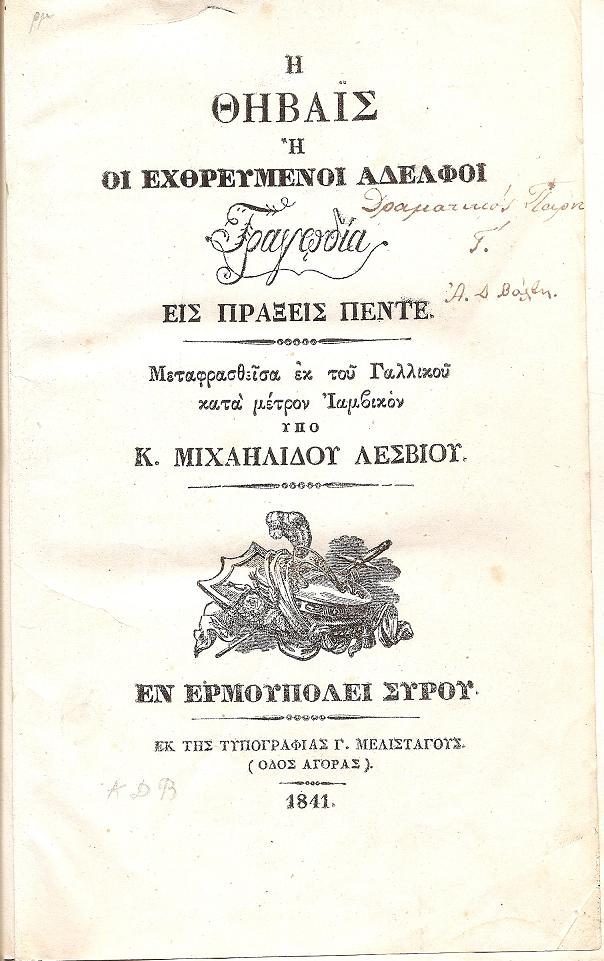 Η
ΘΗΒΑΪΣ
Ἢ
ΟΙ ΕΧΘΡΕΥΜΕΝΟΙ ΑΔΕΛΦΟΙ
Δραματικὸς
Τραγῳδία
Γ.
Ἀ. Δ
ΕΙΣ ΠΡΑΞΕΙΣ ΠΕΝΤΕ.
Μεταφρασθεῖσα ἐκ τοῦ Γαλλικοῦ
κατὰ μέτρον Ἰαμβικὸν
ΥΠΟ
Κ. ΜΙΧΑΗΛΙΔΟΥ ΛΕΣΒΙΟΥ.
ΕΝ ΕΡΜΟΥΠΟΛΕΙ ΣΥΡΟΥ.
ΕΚ ΤΗΣ ΤΥΠΟΓΡΑΦΙΑΣ Γ. ΜΕΛΙΣΤΑΓΟΥΣ.
(ΟΔΟΣ ΑΓΟΡΑΣ).
Α Δ Β
1841.